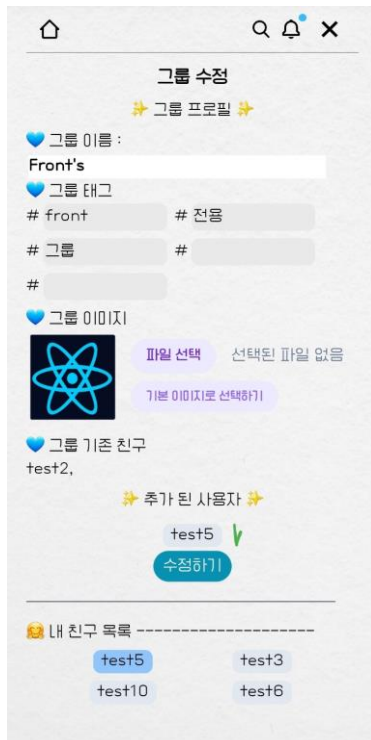 그룹 수정
✨ 그룹 프로필 ✨
💙 그룹 이름 :
Front's
💙 그룹 태그
# front # 전용
# 그룹 #
#
💙 그룹 이미지
파일 선택 선택된 파일 없음
기본 이미지로 선택하기
💙 그룹 기존 친구
test2,
✨ 추가 된 사용자 ✨
test5
수정하기
🤗 내 친구 목록 --------------------
test5 test3
test10 test6